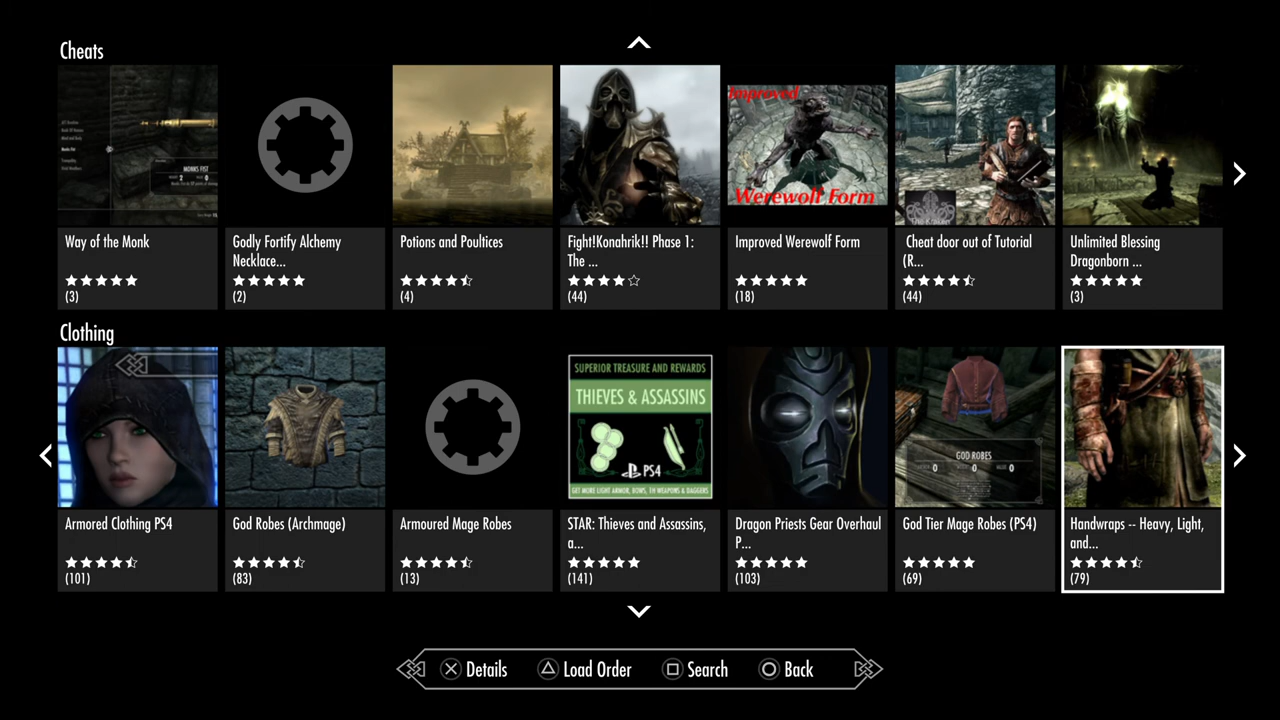 Cheats
MONKS FIST
Improved
Werewolf Form
The Kraken
Way of the Monk
Godly Fortify Alchemy
Necklace...
Potions and Poultices
Fight!Konahrik!! Phase 1:
The ...
Improved Werewolf Form
Cheat door out of Tutorial
(R...
Unlimited Blessing
Dragonborn ...
(3)
(2)
(4)
(44)
(18)
(44)
(3)
Clothing
SUPERIOR TREASURE AND REWARDS
THIEVES & ASSASSINS
PS4
GET MORE LIGHT ARMOR, BOWS, 1H WEAPONS & DAGGERS
GOD ROBES
0 0 0
Armored Clothing PS4
God Robes (Archmage)
Armoured Mage Robes
STAR: Thieves and Assassins,
a...
Dragon Priests Gear Overhaul
P...
God Tier Mage Robes (PS4)
Handwraps -- Heavy, Light,
and...
(101)
(83)
(13)
(141)
(103)
(69)
(79)
Details
Load Order
Search
Back